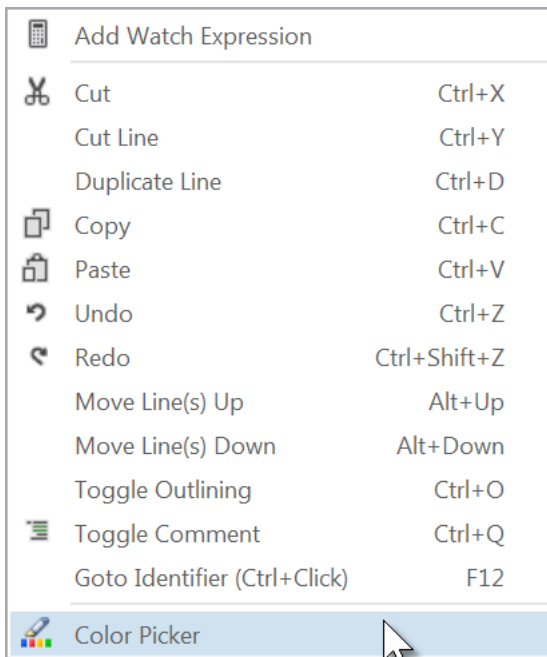 Add Watch Expression
Cut Ctrl+X
Cut Line Ctrl+Y
Duplicate Line Ctrl+D
Copy Ctrl+C
Paste Ctrl+V
Undo Ctrl+Z
Redo Ctrl+Shift+Z
Move Line(s) Up Alt+Up
Move Line(s) Down Alt+Down
Toggle Outlining Ctrl+O
Toggle Comment Ctrl+Q
Goto Identifier (Ctrl+Click) F12
Color Picker